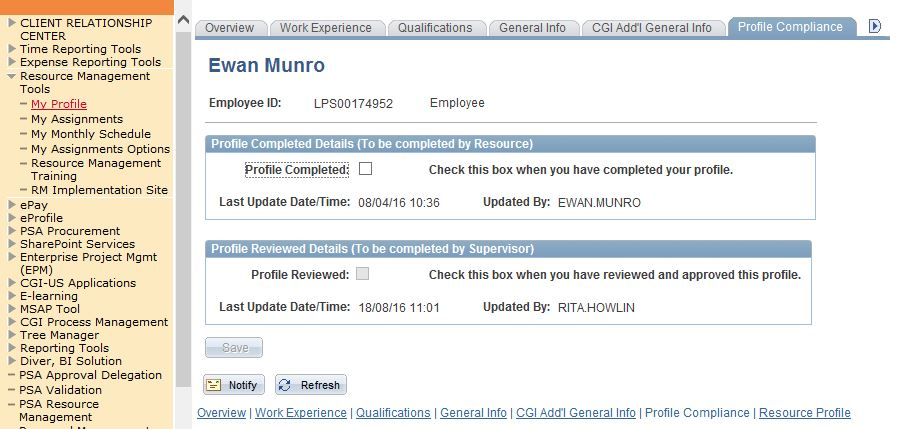 CLIENT RELATIONSHIP
CENTER
Time Reporting Tools
Expense Reporting Tools
Resource Management
Tools
My Profile
My Assignments
My Monthly Schedule
My Assignments Options
Resource Management
Training
RM Implementation Site
ePay
eProfile
PSA Procurement
SharePoint Services
Enterprise Project Mgmt
(EPM)
CGI-US Applications
E-learning
MSAP Tool
CGI Process Management
Tree Manager
Reporting Tools
Diver, BI Solution
PSA Approval Delegation
PSA Validation
PSA Resource
Management
Overview Work Experience Qualifications General Info CGI Add'l General Info Profile Compliance
Ewan Munro
Employee ID: LPS00174952 Employee
Profile Completed Details (To be completed by Resource)
Profile Completed: Check this box when you have completed your profile.
Last Update Date/Time: 08/04/16 10:36 Updated By: EWAN.MUNRO
Profile Reviewed Details (To be completed by Supervisor)
Profile Reviewed: Check this box when you have reviewed and approved this profile.
Last Update Date/Time: 18/08/16 11:01 Updated By: RITA.HOWLIN
Save
Notify Refresh
Overview | Work Experience | Qualifications | General Info | CGI Add'l General Info | Profile Compliance | Resource Profile